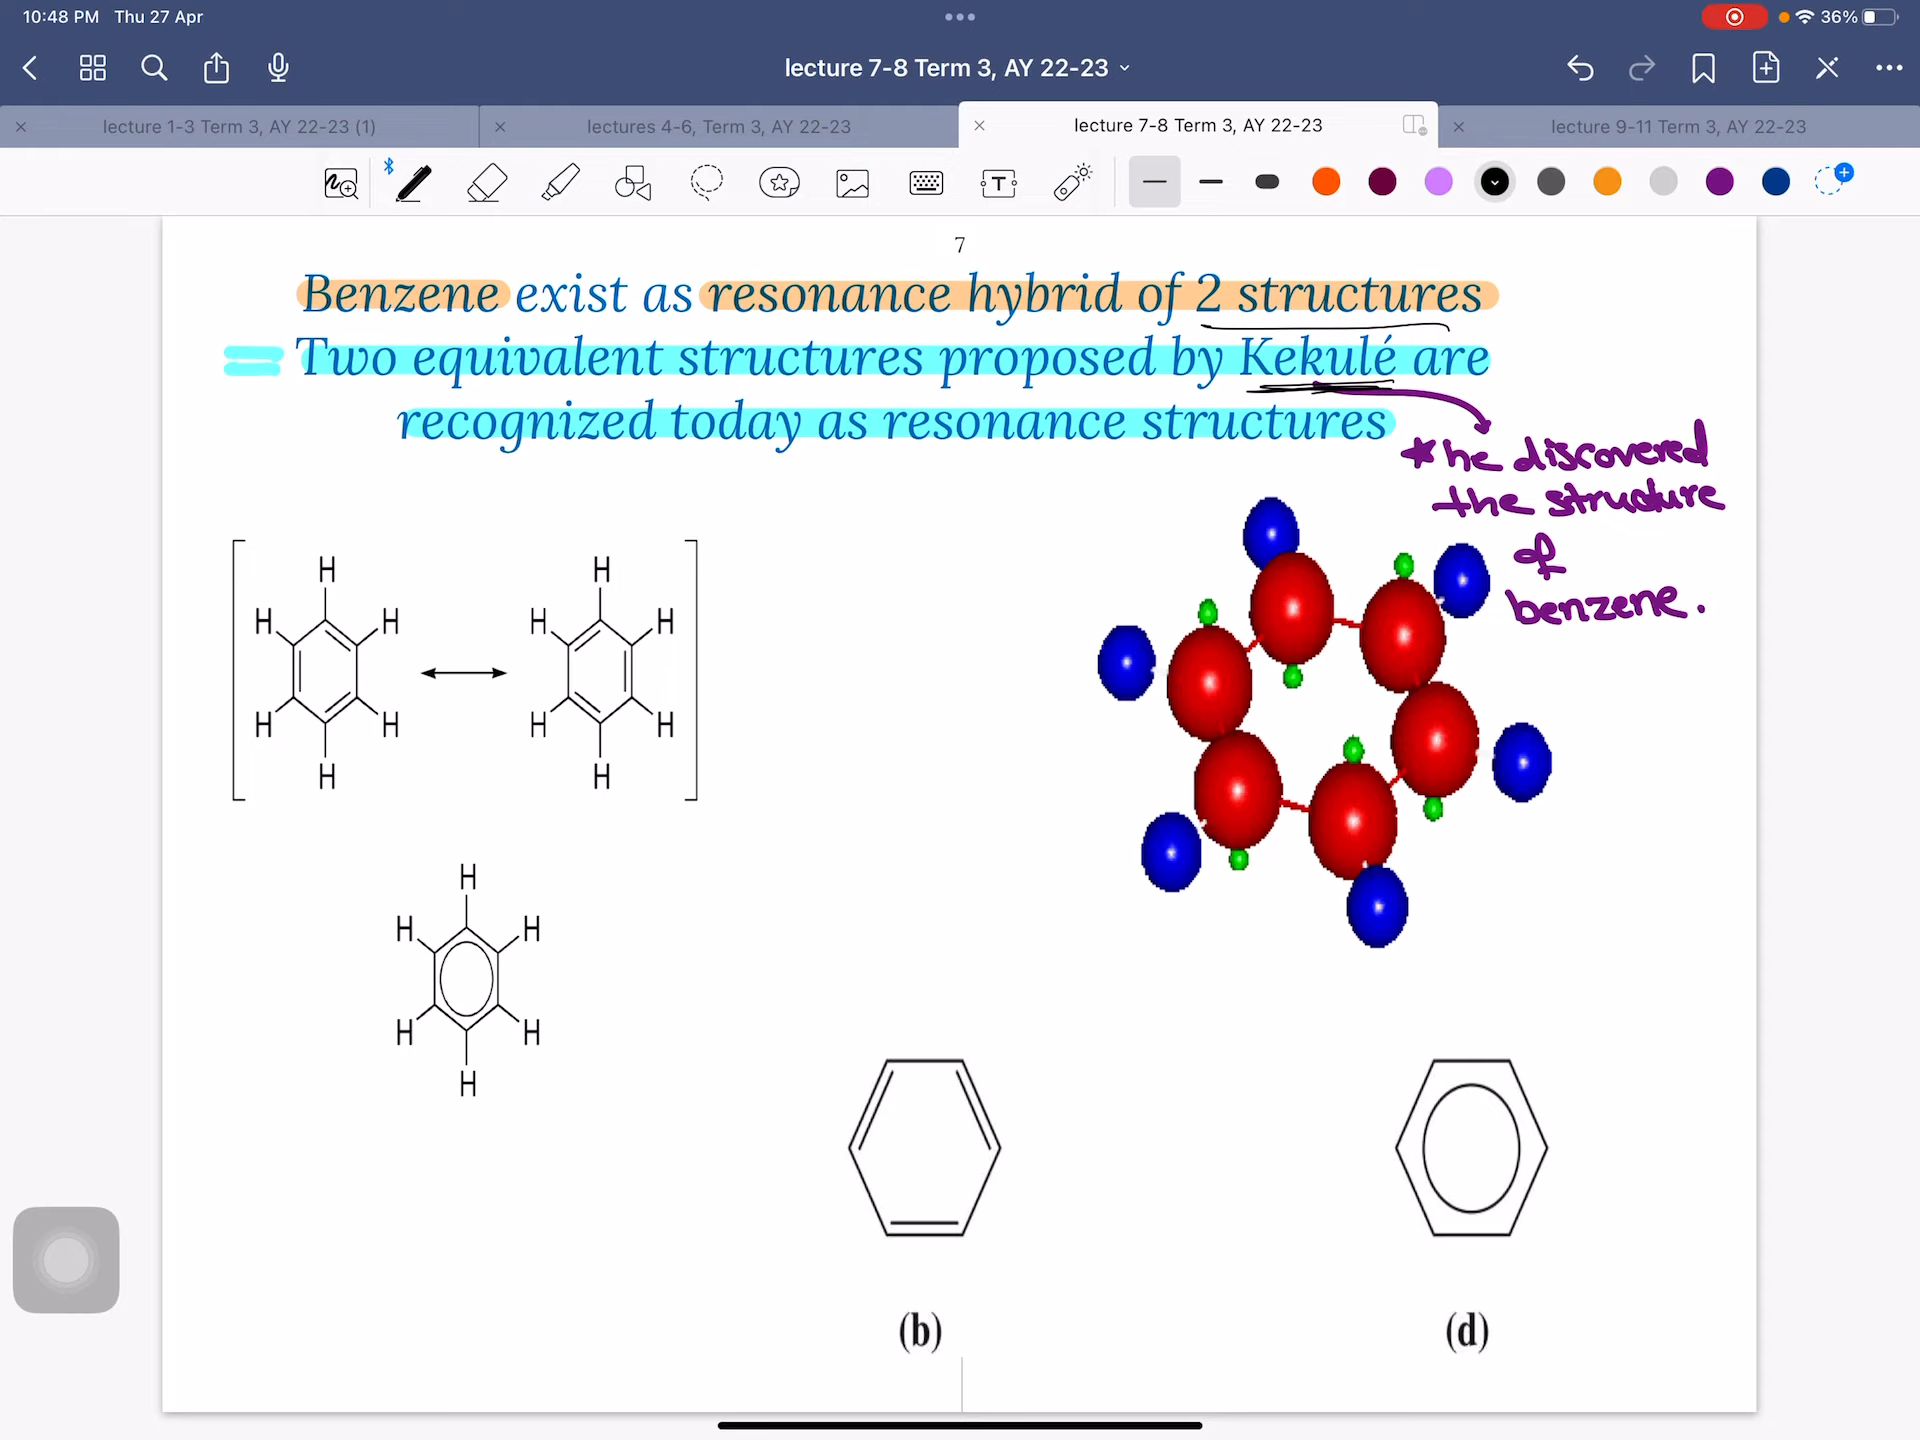 10:48 PM Thu 27 Apr
36%
lecture 7-8 Term 3, AY 22-23
lecture 1-3 Term 3, AY 22-23 (1)
lectures 4-6, Term 3, AY 22-23
lecture 7-8 Term 3, AY 22-23
lecture 9-11 Term 3, AY 22-23
T
7
Benzene exist as resonance hybrid of 2 structures
= Two equivalent structures proposed by Kekulé are
recognized today as resonance structures
★ he discovered
the structure
of
benzene.
H H
H H H H
H H H H
H H
H
H H
H H
H
(b) (d)